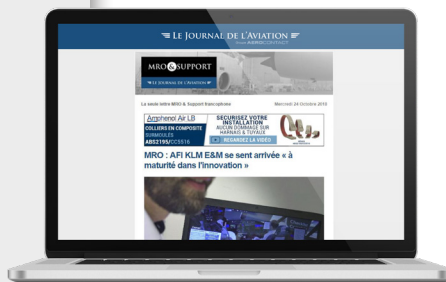 LE JOURNAL DE L'AVIATION
MRO & SUPPORT
LE JOURNAL DE L'AVIATION
La seule lettre MRO & Support francophone
Mercredi 24 Octobre 2018
Amphenol Air LB
COLLIERS EN COMPOSITE
SURMOULÉS
ABS2195/CC5516
SÉCURISEZ VOTRE
INSTALLATION
AUCUN DOMMAGE SUR
HARNAIS & TUYAUX
REGARDEZ LA VIDÉO
MRO : AFI KLM E&M se sent arrivée « à
maturité dans l'innovation »